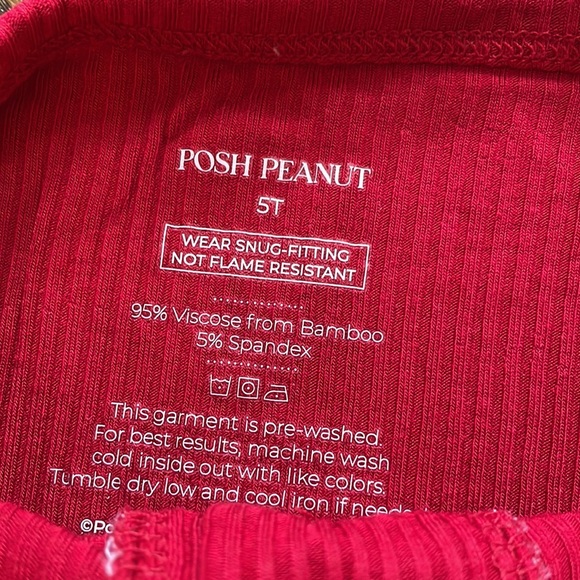 POSH PEANUT
5T
WEAR SNUG-FITTING
NOT FLAME RESISTANT
95% Viscose from Bamboo
5% Spandex
This garment is pre-washed.
For best results, machine wash
cold inside out with like colors.
Tumble dry low and cool iron if